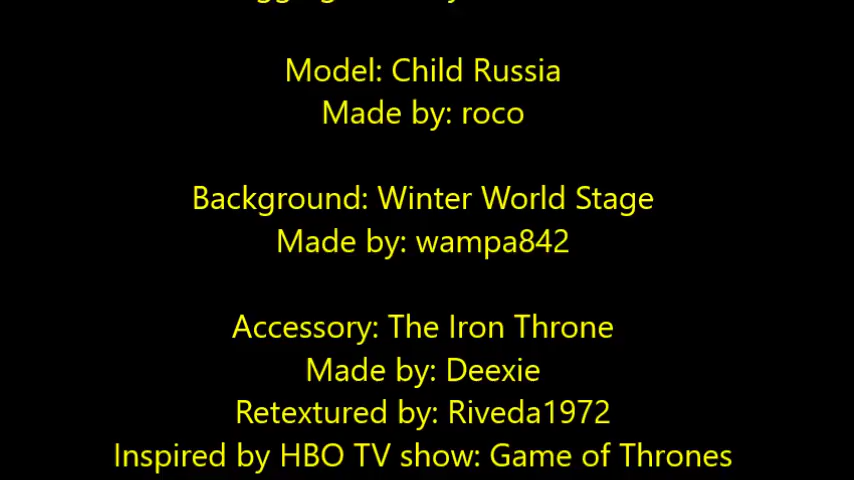 Model: Child Russia
Made by: roco
Background: Winter World Stage
Made by: wampa842
Accessory: The Iron Throne
Made by: Deexie
Retextured by: Riveda1972
Inspired by HBO TV show: Game of Thrones